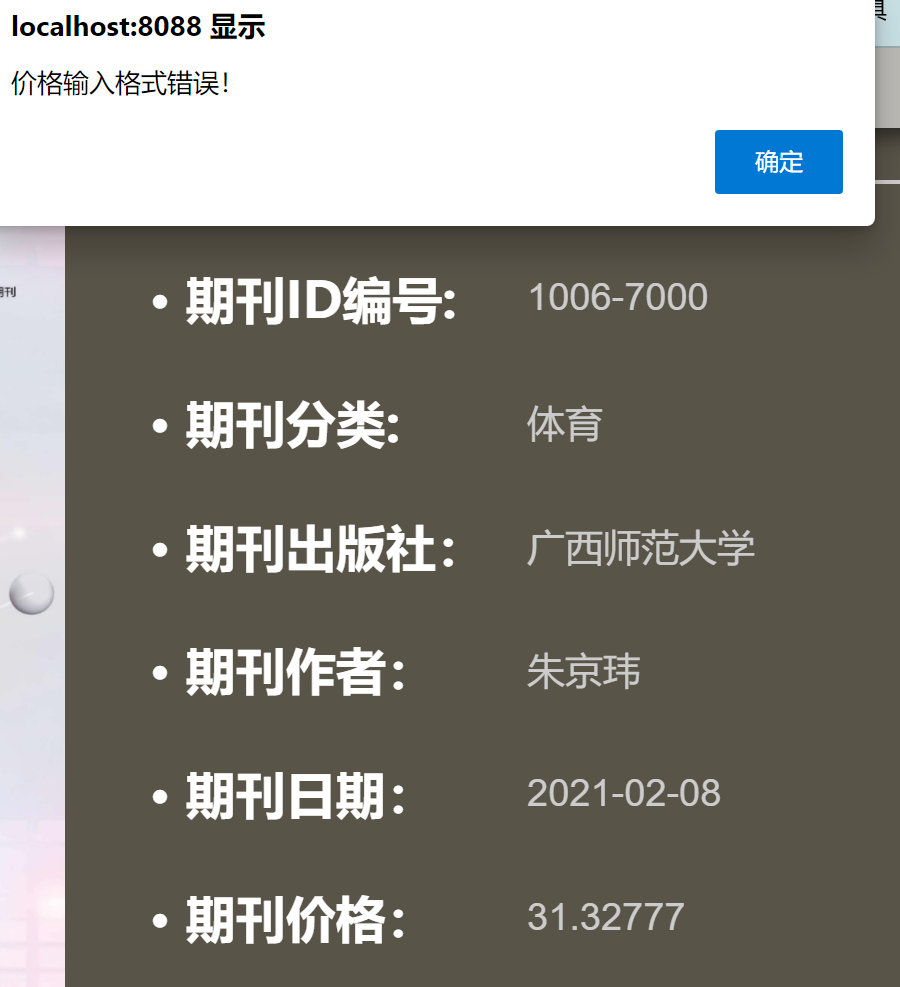 localhost:8088 显示
价格输入格式错误！
确定
期刊
• 期刊ID编号: 1006-7000
• 期刊分类: 体育
• 期刊出版社： 广西师范大学
• 期刊作者： 朱京玮
• 期刊日期： 2021-02-08
• 期刊价格： 31.32777